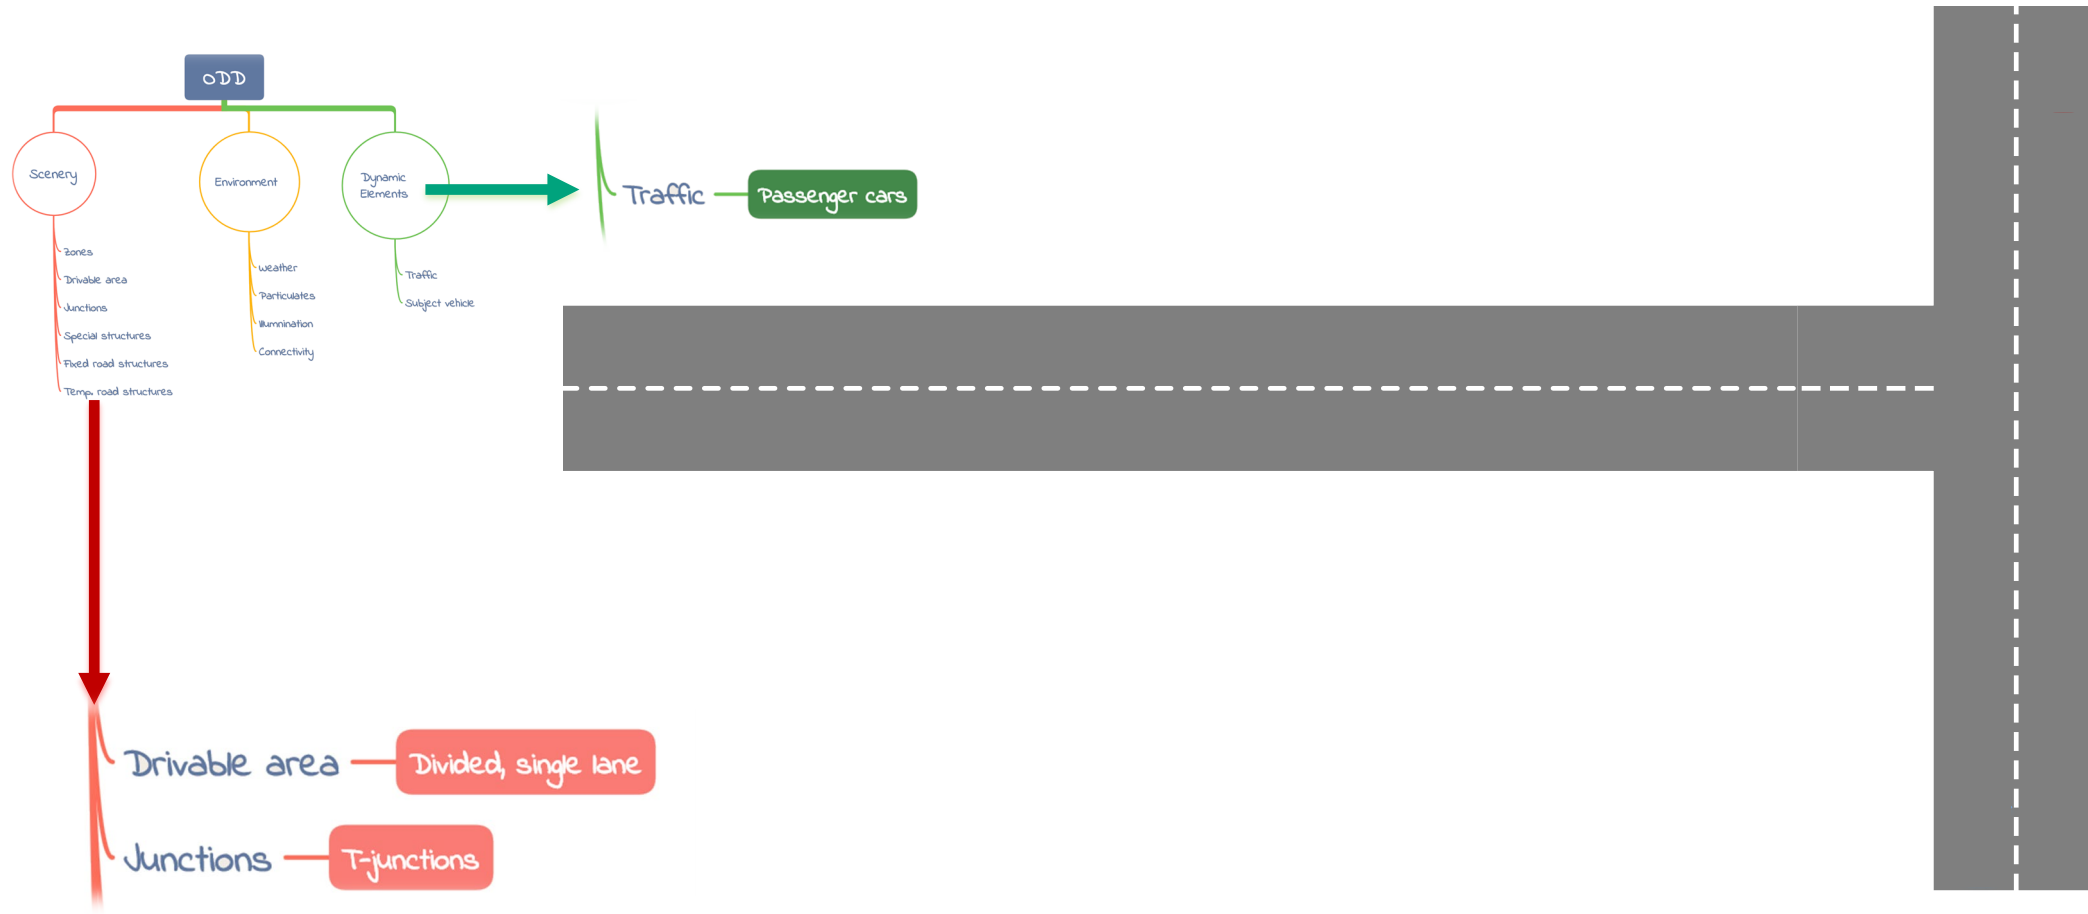 ODD
Scenery
Zones
Drivable area
Junctions
Special structures
Fixed road structures
Temp. road structures
Environment
Weather
Particulates
Illumnination
Connectivity
Dynamic
Elements
Traffic
Subject vehicle
Traffic
Passenger cars
Drivable area
Divided, single lane
Junctions
T-junctions